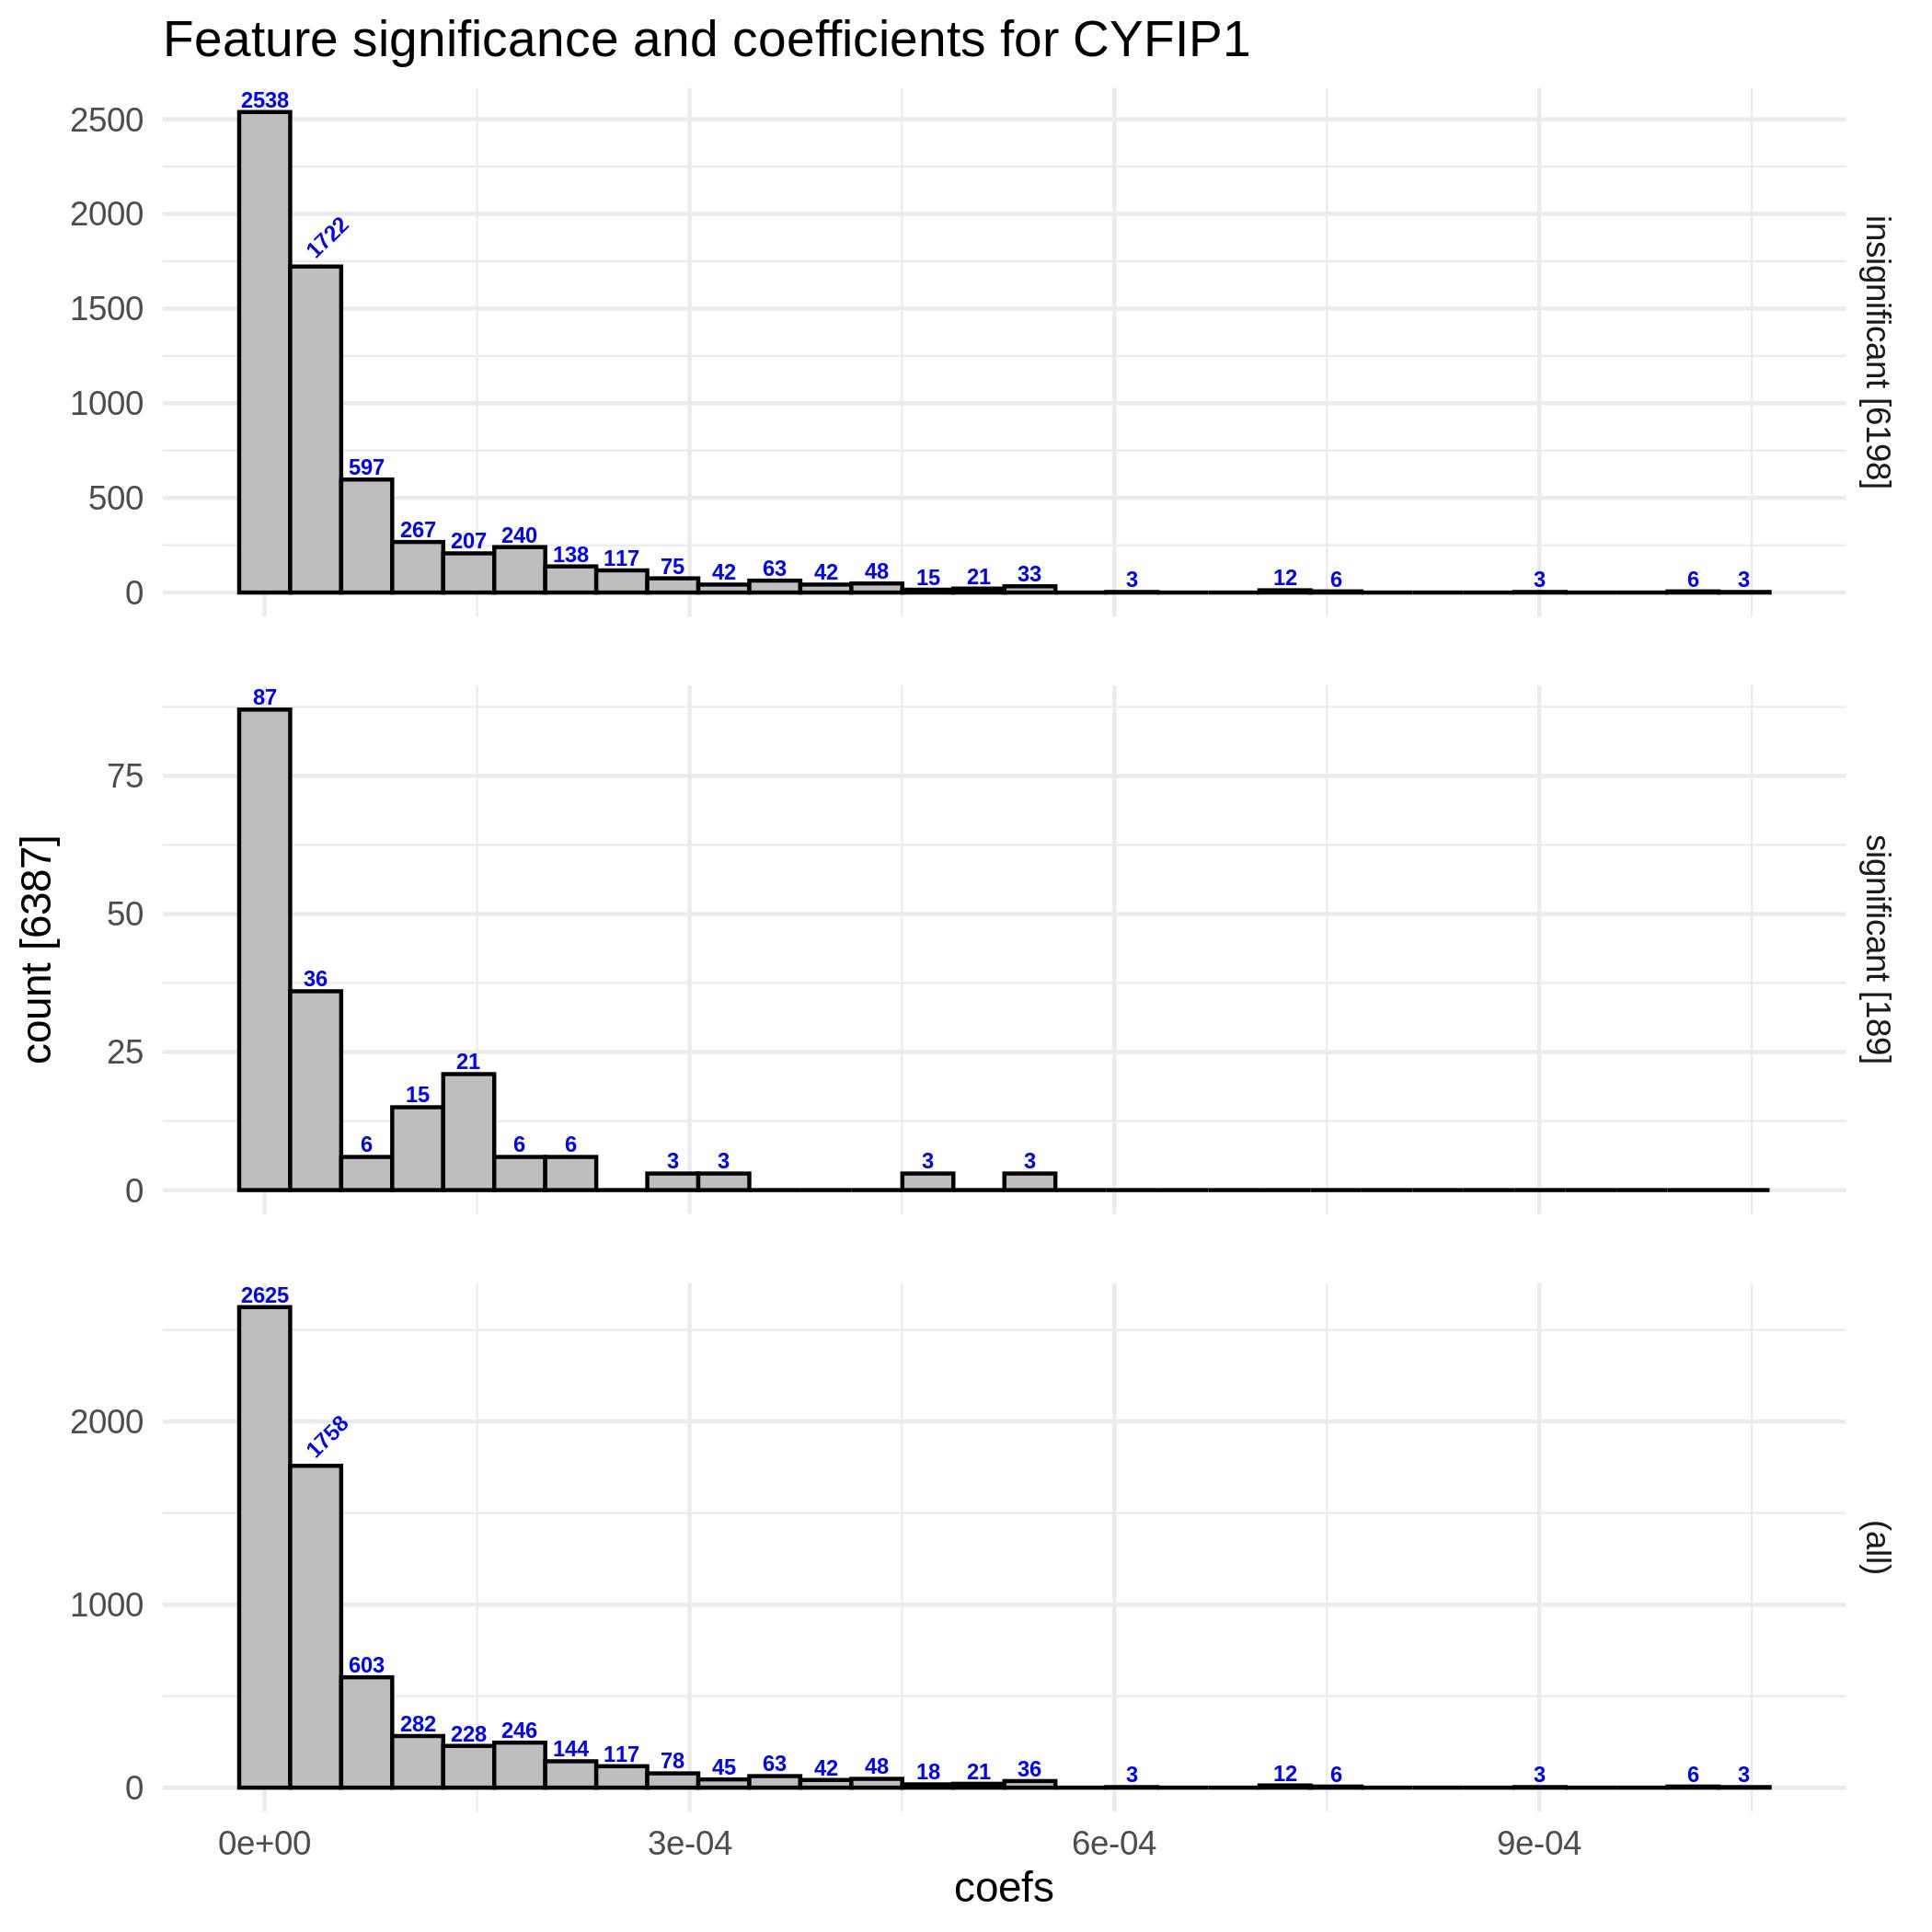 Feature significance and coefficients for CYFIP1
2538
1722
597
267 207 240 138 117 75 42 63 42 48 15 21 33 3 12 6 3 6 3
2500
2000
1500
1000
500
0
insignificant [6198]
87
36
6 15 21 6 6 3 3 3 3
75
50
25
0
significant [189]
count [6387]
2625
1758
603
282 228 246 144 117 78 45 63 42 48 18 21 36 3 12 6 3 6 3
2000
1000
0
(all)
0e+00 3e-04 6e-04 9e-04
coefs